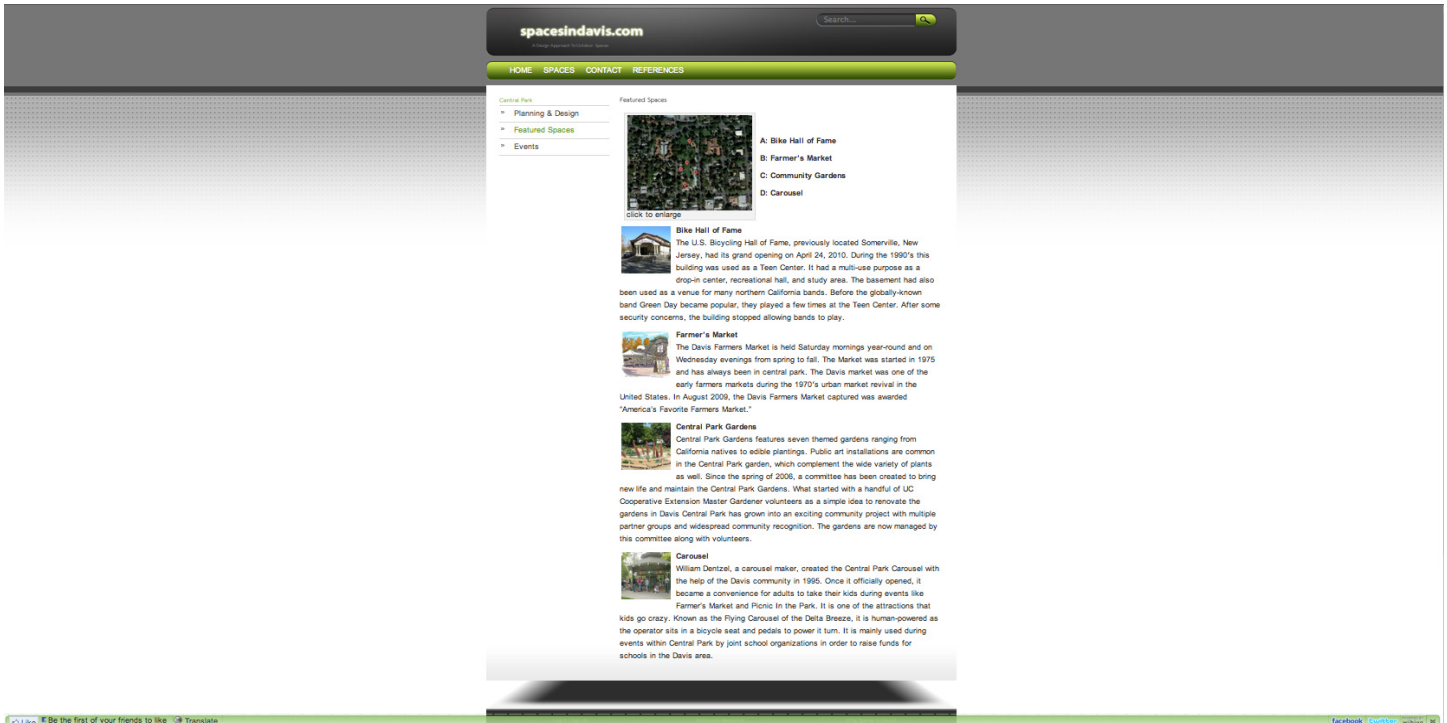 Search...
spacesindavis.com
A Design Approach To Outdoor Spaces
HOME SPACES CONTACT REFERENCES
Central Park
» Planning & Design
» Featured Spaces
» Events
Featured Spaces
click to enlarge
A: Bike Hall of Fame
B: Farmer's Market
C: Community Gardens
D: Carousel
Bike Hall of Fame
The U.S. Bicycling Hall of Fame, previously located Somerville, New
Jersey, had its grand opening on April 24, 2010. During the 1990's this
building was used as a Teen Center. It had a multi-use purpose as a
drop-in center, recreational hall, and study area. The basement had also
been used as a venue for many northern California bands. Before the globally-known
band Green Day became popular, they played a few times at the Teen Center. After some
security concerns, the building stopped allowing bands to play.
Farmer's Market
The Davis Farmers Market is held Saturday mornings year-round and on
Wednesday evenings from spring to fall. The Market was started in 1975
and has always been in central park. The Davis market was one of the
early farmers markets during the 1970's urban market revival in the
United States. In August 2009, the Davis Farmers Market captured was awarded
"America's Favorite Farmers Market."
Central Park Gardens
Central Park Gardens features seven themed gardens ranging from
California natives to edible plantings. Public art installations are common
in the Central Park garden, which complement the wide variety of plants
as well. Since the spring of 2006, a committee has been created to bring
new life and maintain the Central Park Gardens. What started with a handful of UC
Cooperative Extension Master Gardener volunteers as a simple idea to renovate the
gardens in Davis Central Park has grown into an exciting community project with multiple
partner groups and widespread community recognition. The gardens are now managed by
this committee along with volunteers.
Carousel
William Dentzel, a carousel maker, created the Central Park Carousel with
the help of the Davis community in 1995. Once it officially opened, it
became a convenience for adults to take their kids during events like
Farmer's Market and Picnic In the Park. It is one of the attractions that
kids go crazy. Known as the Flying Carousel of the Delta Breeze, it is human-powered as
the operator sits in a bicycle seat and pedals to power it turn. It is mainly used during
events within Central Park by joint school organizations in order to raise funds for
schools in the Davis area.
Like Be the first of your friends to like Translate
facebook twitter